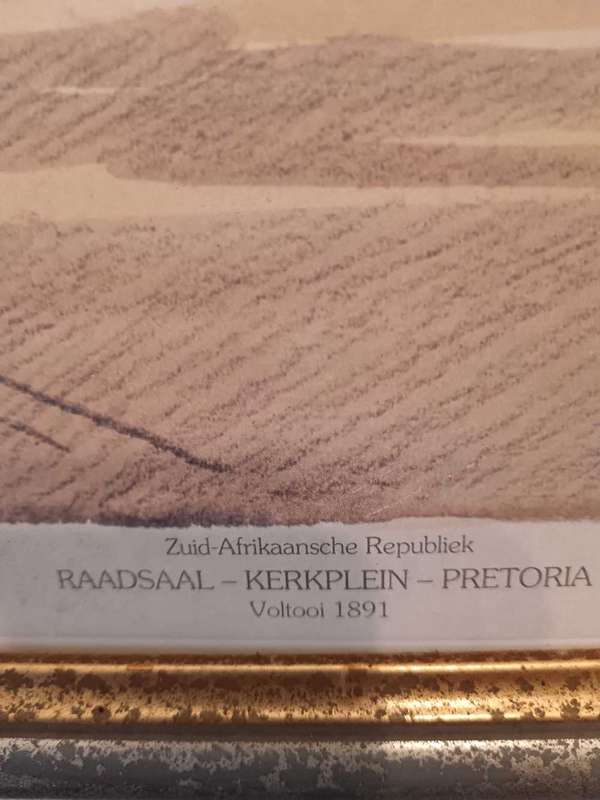 Zuid-Afrikaansche Republiek
RAADSAAL – KERKPLEIN – PRETORIA
Voltooi 1891